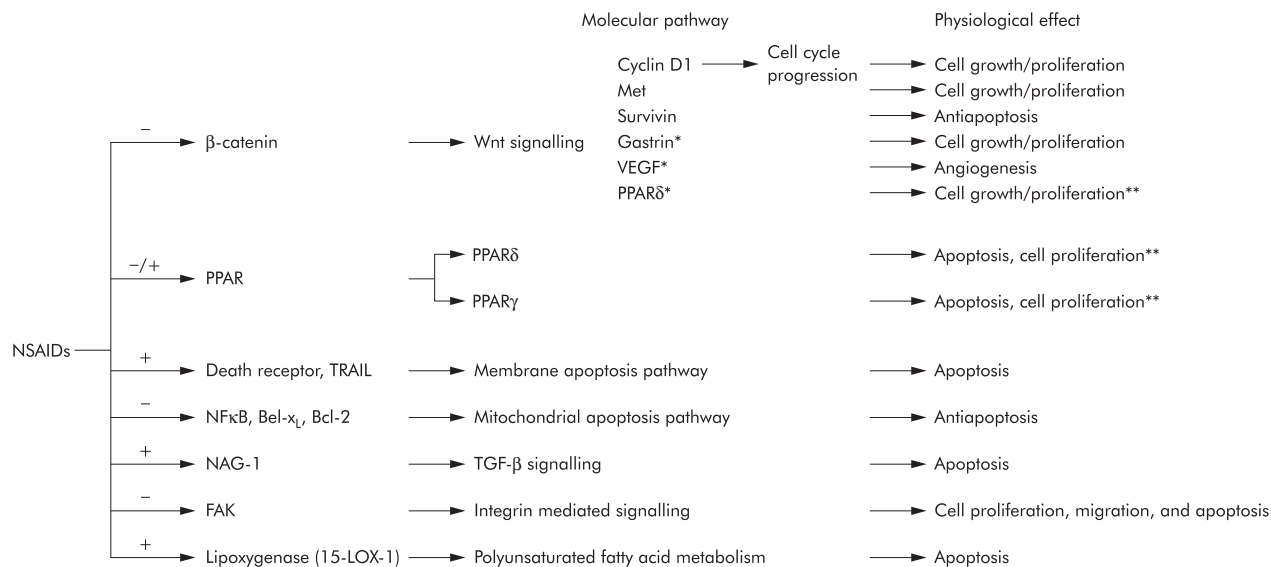 Molecular pathway Physiological effect
Cyclin D1 Cell cycle progression Cell growth/proliferation
Met Cell growth/proliferation
Survivin Antiapoptosis
− β-catenin Wnt signalling Gastrin* Cell growth/proliferation
VEGF* Angiogenesis
PPARδ* Cell growth/proliferation**
PPARδ Apoptosis, cell proliferation**
−/+ PPAR
PPARγ Apoptosis, cell proliferation**
NSAIDs
+ Death receptor, TRAIL Membrane apoptosis pathway Apoptosis
− NFκB, Bel-xL, Bcl-2 Mitochondrial apoptosis pathway Antiapoptosis
+ NAG-1 TGF-β signalling Apoptosis
− FAK Integrin mediated signalling Cell proliferation, migration, and apoptosis
+ Lipoxygenase (15-LOX-1) Polyunsaturated fatty acid metabolism Apoptosis